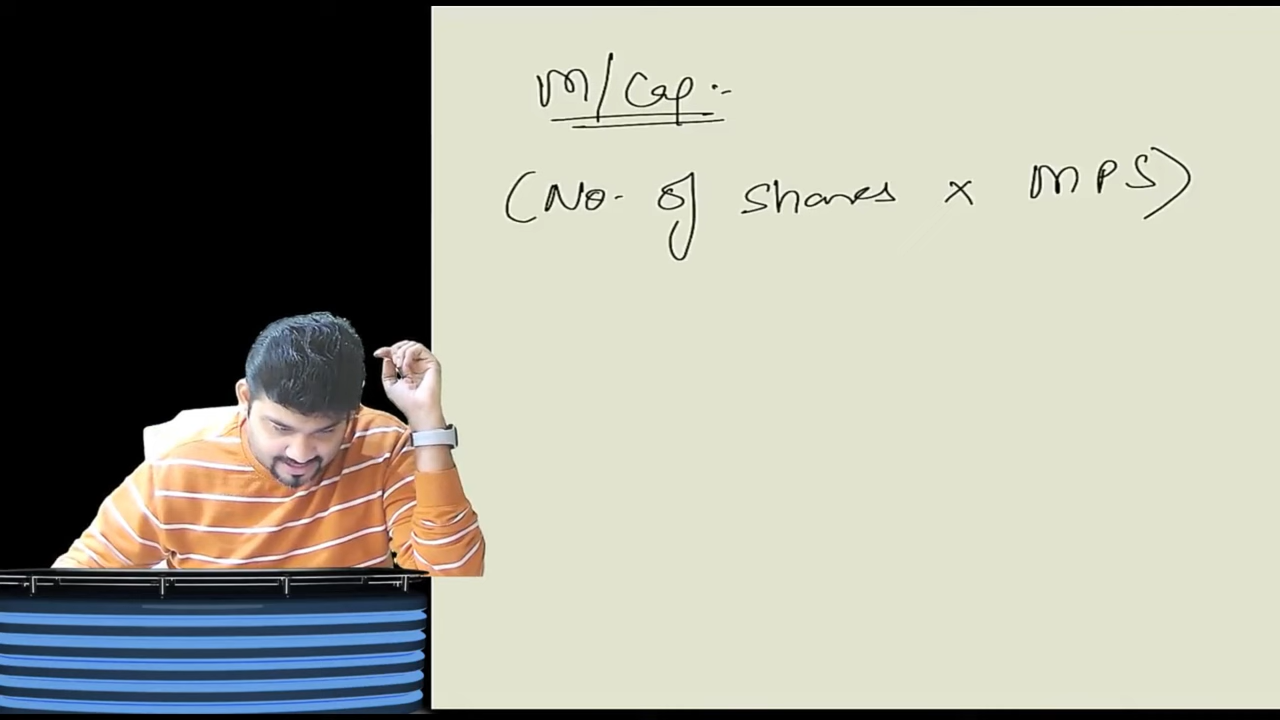 M/Cap:-
(No. of shares × MPS)